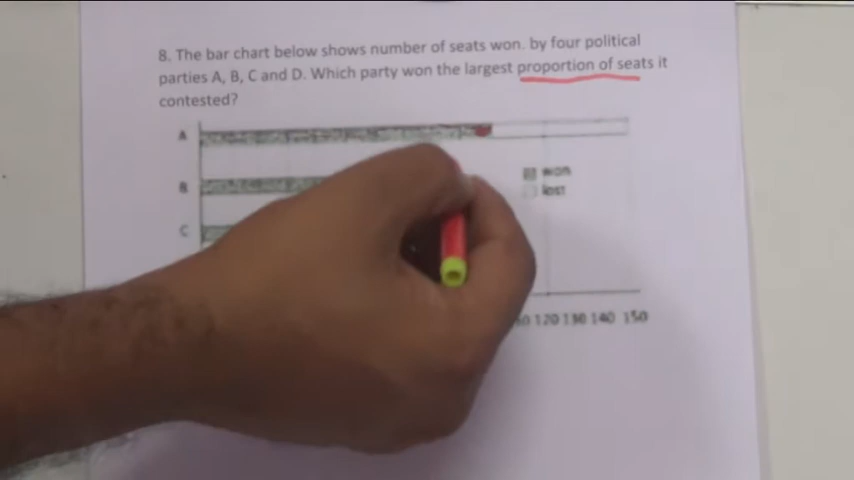 8. The bar chart below shows number of seats won. by four political
parties A, B, C and D. Which party won the largest proportion of seats it
contested?
A
B
won
lost
C
120 130 140 150